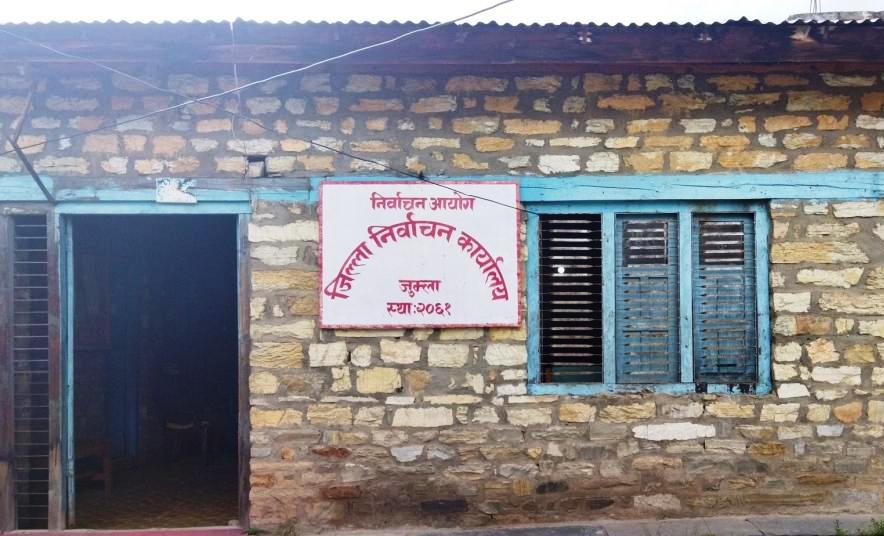 निर्वाचन आयोग
जिल्ला निर्वाचन कार्यालय
जुम्ला
स्था:२०६१